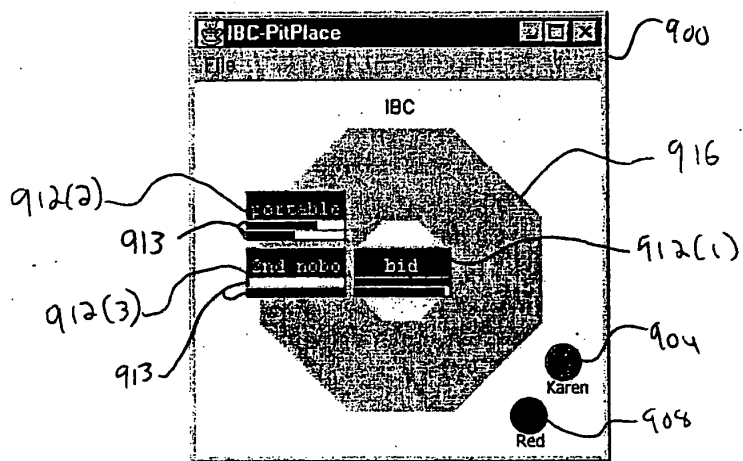 IBC-PitPlace
900
File
IBC
916
912(2)
portable
913
2nd nobo
bid
912(1)
912(3)
913
904
Karen
908
Red